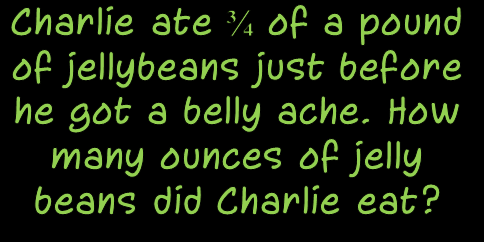 Charlie ate ¾ of a pound
of jellybeans just before
he got a belly ache. How
many ounces of jelly
beans did Charlie eat?